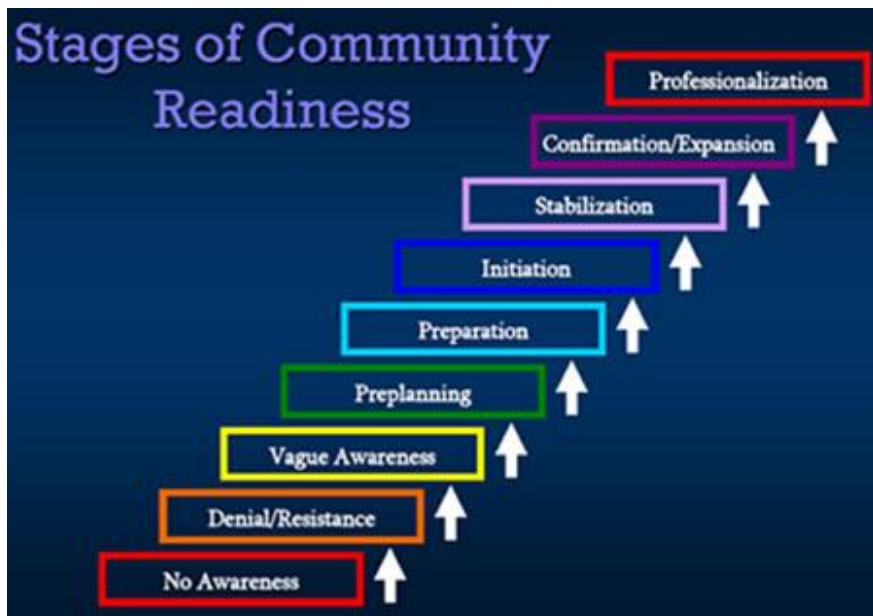 Stages of Community
Readiness
Professionalization
Confirmation/Expansion
Stabilization
Initiation
Preparation
Preplanning
Vague Awareness
Denial/Resistance
No Awareness